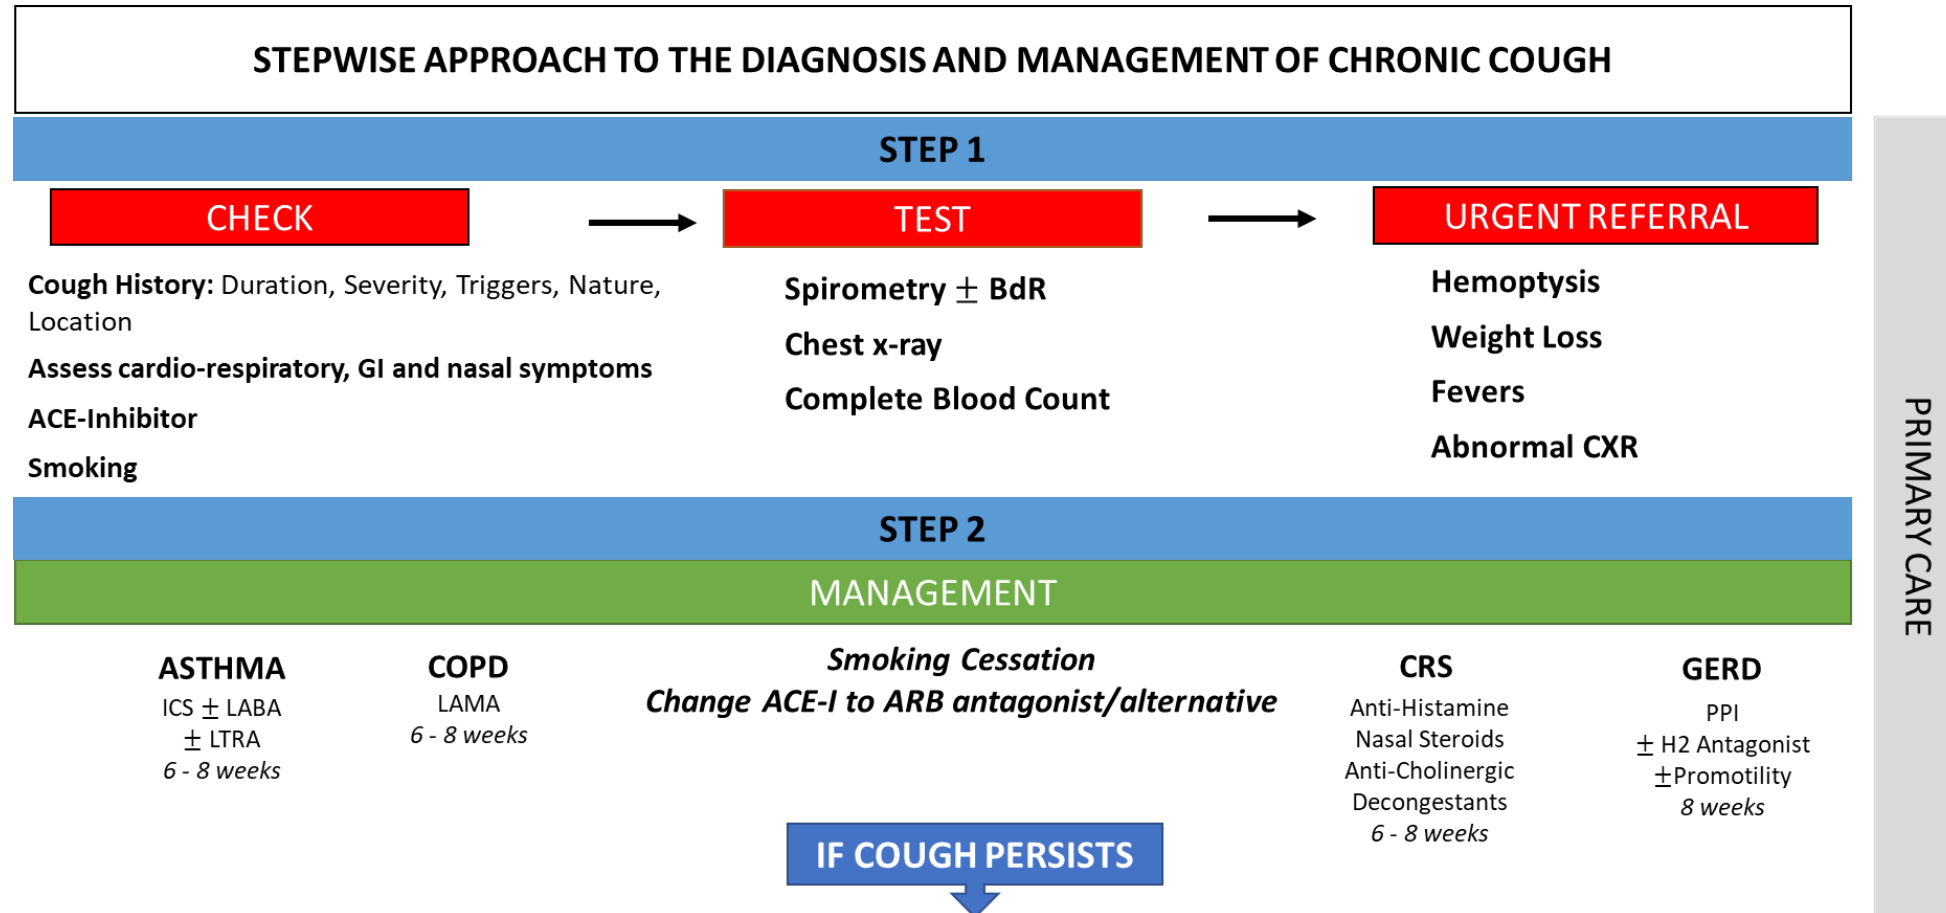 STEPWISE APPROACH TO THE DIAGNOSIS AND MANAGEMENT OF CHRONIC COUGH
STEP 1
CHECK
Cough History: Duration, Severity, Triggers, Nature,
Location
Assess cardio-respiratory, GI and nasal symptoms
ACE-Inhibitor
Smoking
TEST
Spirometry ± BdR
Chest x-ray
Complete Blood Count
URGENT REFERRAL
Hemoptysis
Weight Loss
Fevers
Abnormal CXR
STEP 2
MANAGEMENT
ASTHMA
ICS ± LABA
± LTRA
6 - 8 weeks
COPD
LAMA
6 - 8 weeks
Smoking Cessation
Change ACE-I to ARB antagonist/alternative
CRS
Anti-Histamine
Nasal Steroids
Anti-Cholinergic
Decongestants
6 - 8 weeks
GERD
PPI
± H2 Antagonist
±Promotility
8 weeks
IF COUGH PERSISTS
PRIMARY CARE